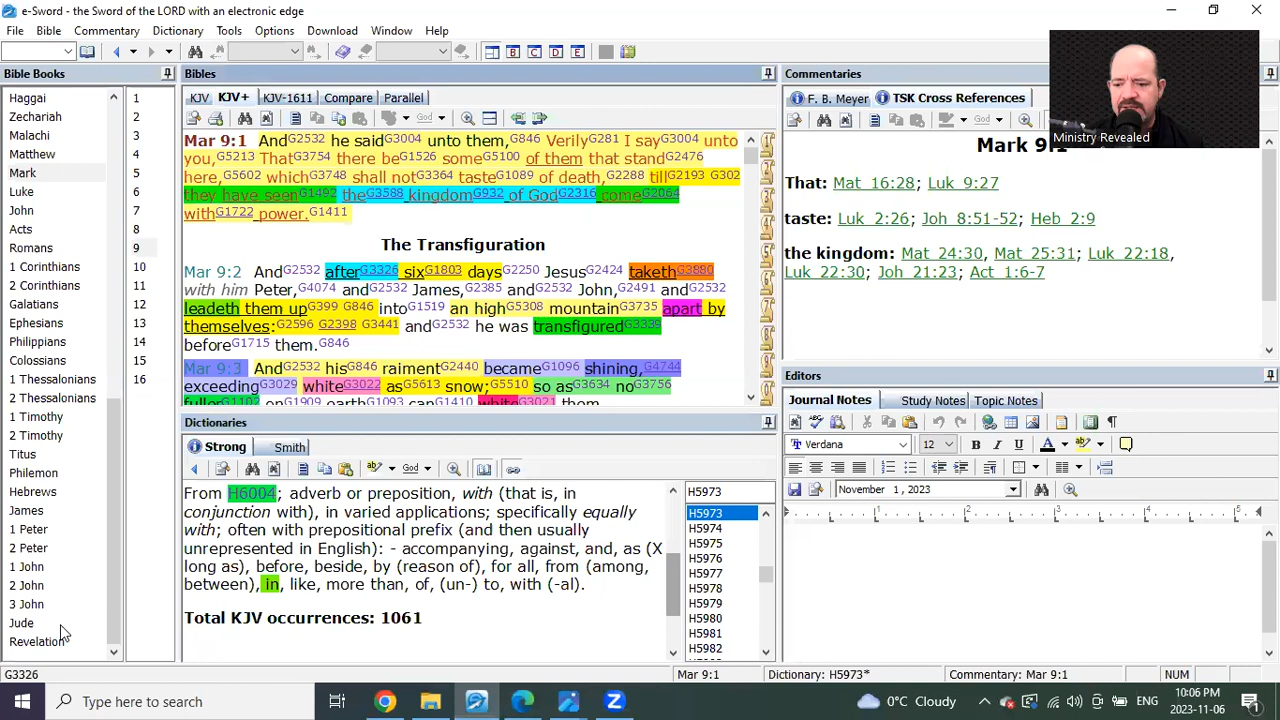 e-Sword - the Sword of the LORD with an electronic edge
File Bible Commentary Dictionary Tools Options Download Window Help
B C D E
Bible Books
Haggai
Zechariah
Malachi
Matthew
Mark
Luke
John
Acts
Romans
1 Corinthians
2 Corinthians
Galatians
Ephesians
Philippians
Colossians
1 Thessalonians
2 Thessalonians
1 Timothy
2 Timothy
Titus
Philemon
Hebrews
James
1 Peter
2 Peter
1 John
2 John
3 John
Jude
Revelation
1
2
3
4
5
6
7
8
9
10
11
12
13
14
15
16
Bibles
KJV KJV+ KJV-1611 Compare Parallel
God
Mar 9:1 And G2532 he said G3004 unto them, G846 Verily G281 I say G3004 unto
you, G5213 That G3754 there be G1526 some G5100 of them that stand G2476
here, G5602 which G3748 shall not G3364 taste G1089 of death, G2288 till G2193 G302
they have seen G1492 the G3588 kingdom G932 of God G2316 come G2064
with G1722 power. G1411
The Transfiguration
Mar 9:2 And G2532 after G3326 six G1803 days G2250 Jesus G2424 taketh G3880
with him Peter, G4074 and G2532 James, G2385 and G2532 John, G2491 and G2532
leadeth them up G399 G846 into G1519 an high G5308 mountain G3735 apart by
themselves: G2596 G2398 G3441 and G2532 he was transfigured G3339
before G1715 them. G846
Mar 9:3 And G2532 his G846 raiment G2440 became G1096 shining, G4744
exceeding G3029 white G3022 as G5613 snow; G5510 so as G3634 no G3756
fuller G1102 on G1909 earth G1093 can G1410 white G3021 them.
Dictionaries
Strong Smith
God
From H6004; adverb or preposition, with (that is, in
conjunction with), in varied applications; specifically equally
with; often with prepositional prefix (and then usually
unrepresented in English): - accompanying, against, and, as (X
long as), before, beside, by (reason of), for all, from (among,
between), in, like, more than, of, (un-) to, with (-al).
Total KJV occurrences: 1061
H5973
H5973
H5974
H5975
H5976
H5977
H5978
H5979
H5980
H5981
H5982
Commentaries
F. B. Meyer TSK Cross References
God
Mark 9:1
That: Mat 16:28; Luk 9:27
taste: Luk 2:26; Joh 8:51-52; Heb 2:9
the kingdom: Mat 24:30, Mat 25:31; Luk 22:18,
Luk 22:30; Joh 21:23; Act 1:6-7
Ministry Revealed
Editors
Journal Notes Study Notes Topic Notes
Verdana 12 B I U A
November 1, 2023
1 2 3 4 5
G3326 Mar 9:1 Dictionary: H5973* Commentary: Mar 9:1 NUM
Type here to search
0°C Cloudy ENG
10:06 PM
2023-11-06
1